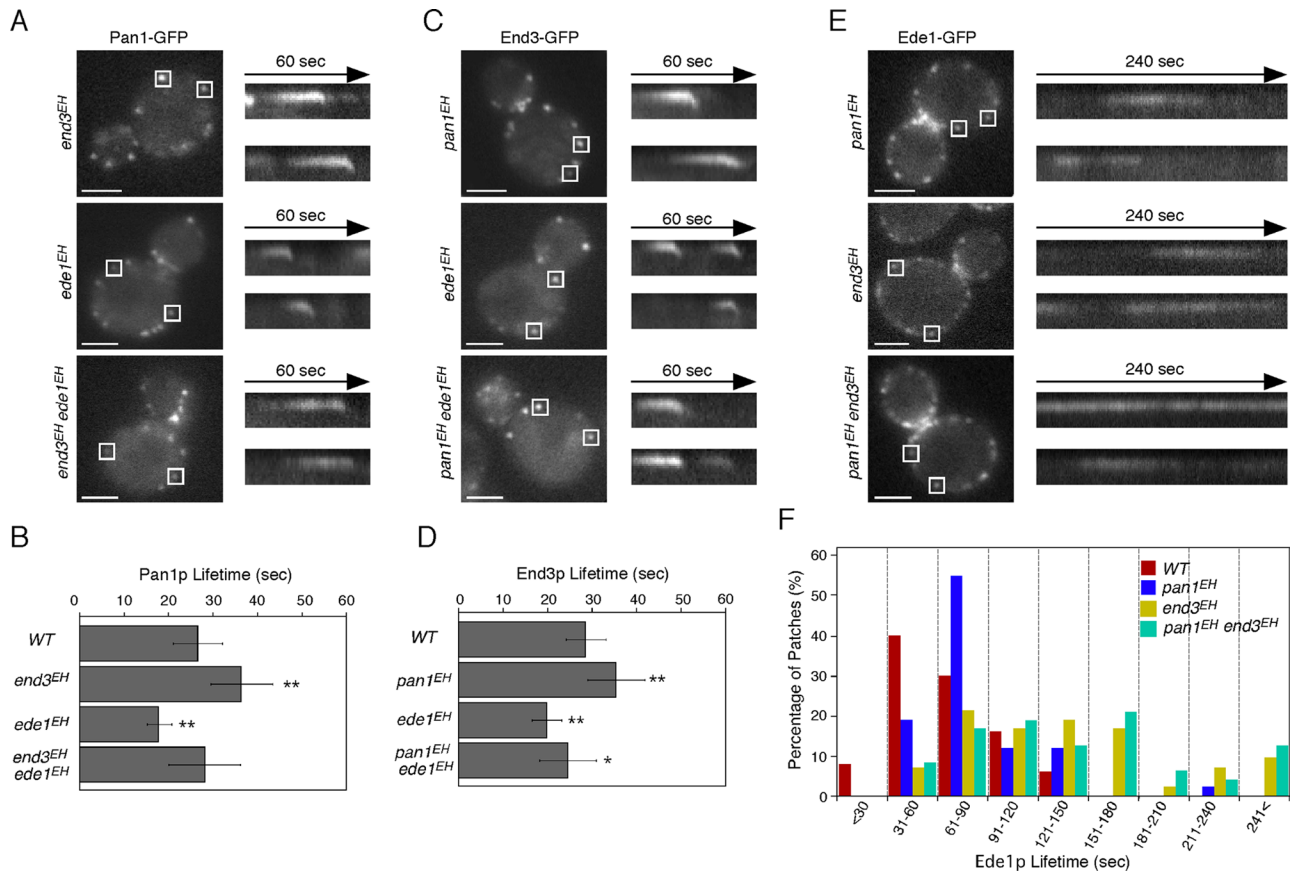 A
Pan1-GFP
end3EH
60 sec
ede1EH
60 sec
end3EH ede1EH
60 sec
B
Pan1p Lifetime (sec)
0 10 20 30 40 50 60
WT
end3EH
**
ede1EH
**
end3EH
ede1EH
C
End3-GFP
pan1EH
60 sec
ede1EH
60 sec
pan1EH ede1EH
60 sec
D
End3p Lifetime (sec)
0 10 20 30 40 50 60
WT
pan1EH
**
ede1EH
**
pan1EH
ede1EH
*
E
Ede1-GFP
pan1EH
240 sec
end3EH
240 sec
pan1EH end3EH
240 sec
F
Percentage of Patches (%)
60
50
40
30
20
10
0
WT
pan1EH
end3EH
pan1EH end3EH
<30 31-60 61-90 91-120 121-150 151-180 181-210 211-240 241<
Ede1p Lifetime (sec)